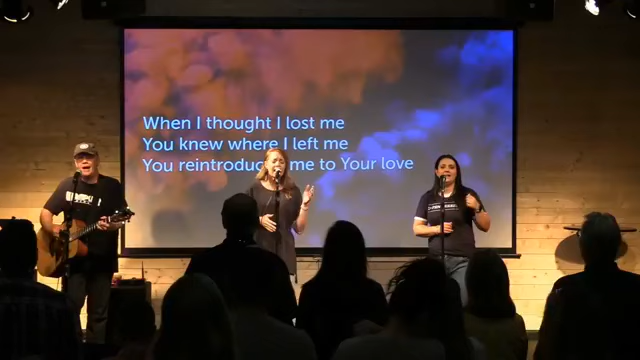 When I thought I lost me
You knew where I left me
You reintroduced me to Your love